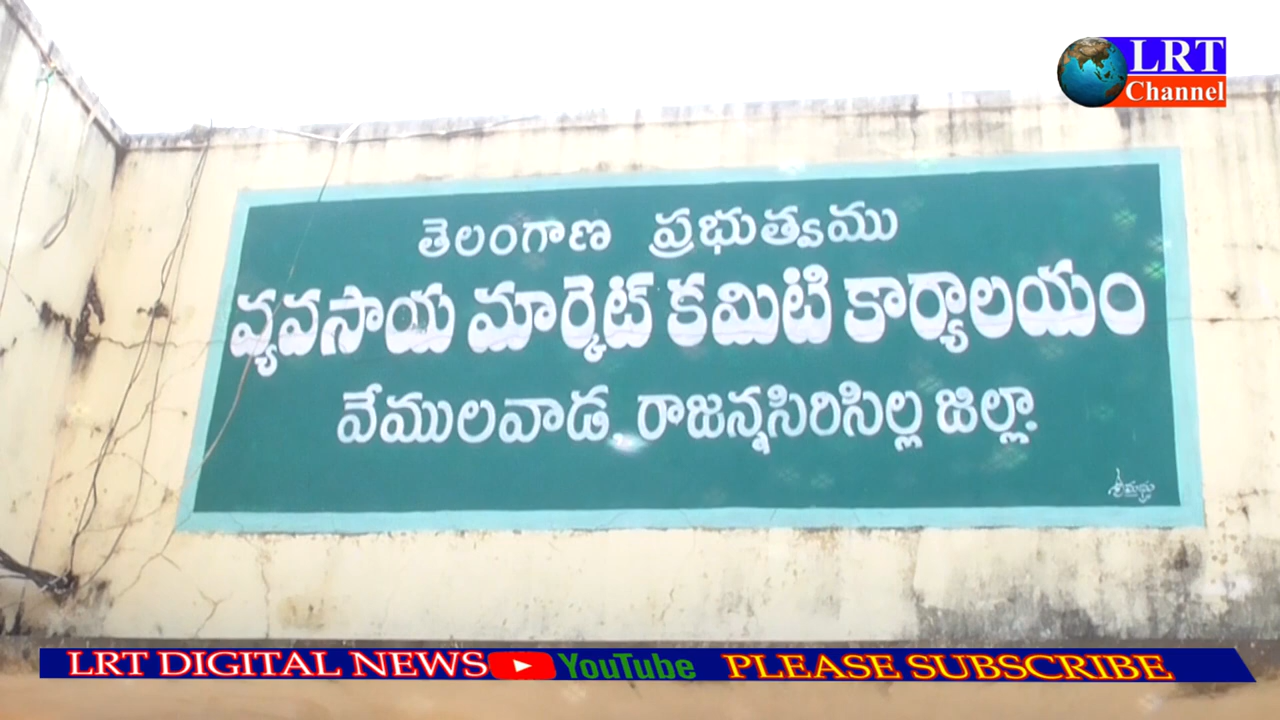 LRT
Channel
తెలంగాణ ప్రభుత్వము
వ్యవసాయ మార్కెట్ కమిటి కార్యాలయం
వేములవాడ, రాజన్నసిరిసిల్ల జిల్లా.
LRT DIGITAL NEWS YouTube PLEASE SUBSCRIBE